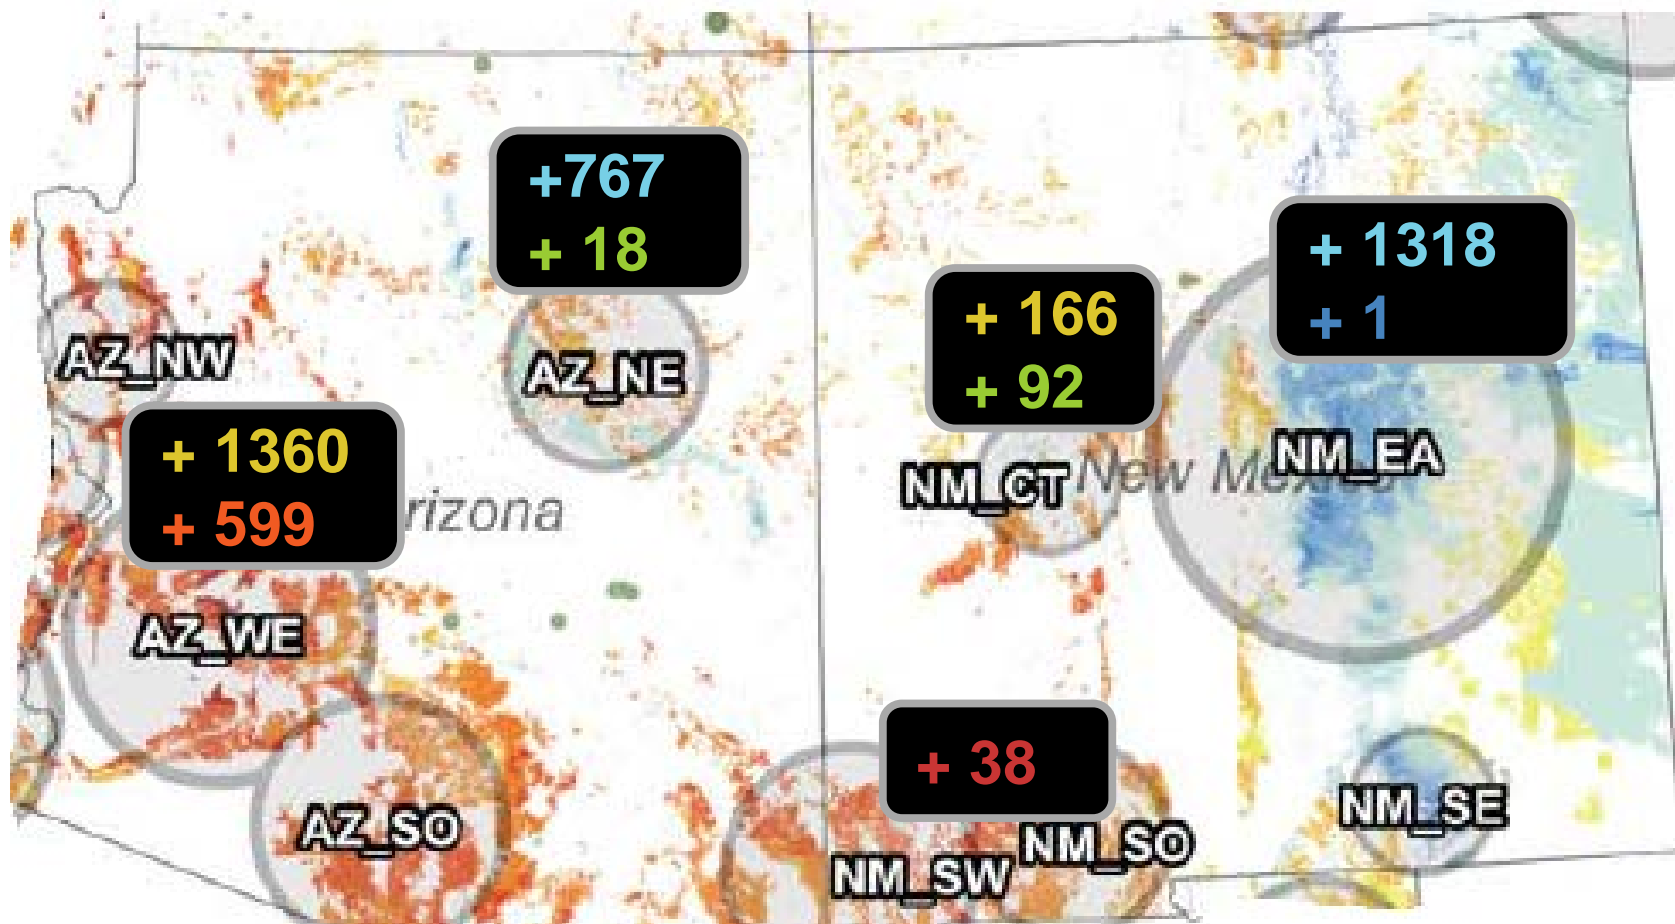 +767
+ 18
+ 1318
+ 1
+ 166
+ 92
AZ_NW
AZ_NE
+ 1360
+ 599
rizona
NM_CT
New Mexico
NM_EA
AZ_WE
+ 38
AZ_SO
NM_SW
NM_SO
NM_SE